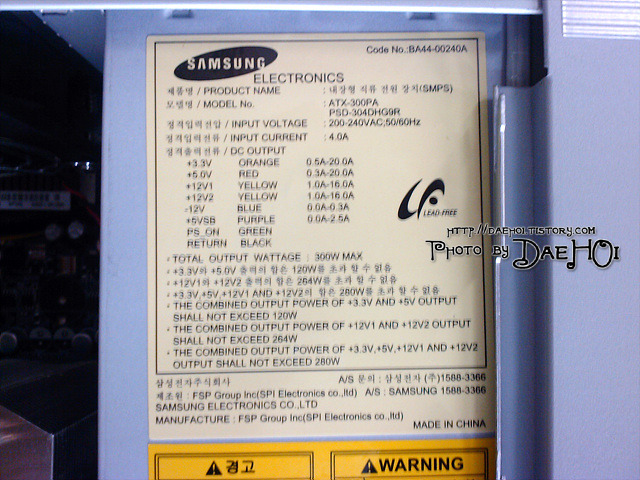 Code No.:BA44-00240A
SAMSUNG
ELECTRONICS
제품명 / PRODUCT NAME : 내장형 직류 전원 장치(SMPS)
모델명 / MODEL No. : ATX-300PA
PSD-304DHG9R
정격입력전압 / INPUT VOLTAGE : 200-240VAC,50/60Hz
정격입력전류 / INPUT CURRENT : 4.0A
정격출력전류 / DC OUTPUT
+3.3V ORANGE 0.5A-20.0A
+5.0V RED 0.3A-20.0A
+12V1 YELLOW 1.0A-16.0A
+12V2 YELLOW 1.0A-16.0A
-12V BLUE 0.0A-0.3A
+5VSB PURPLE 0.0A-2.5A
PS_ON GREEN
RETURN BLACK
LEAD-FREE
HTTP://DAEHOI.TISTORY.COM
PHOTO BY DAEHOI
· TOTAL OUTPUT WATTAGE : 300W MAX
· +3.3V와 +5.0V 출력의 합은 120W를 초과 할 수 없음
· +12V1와 +12V2 출력의 합은 264W를 초과 할 수 없음
· +3.3V,+5V,+12V1 AND +12V2의 합은 280W를 초과 할 수 없음
· THE COMBINED OUTPUT POWER OF +3.3V AND +5V OUTPUT
SHALL NOT EXCEED 120W
· THE COMBINED OUTPUT POWER OF +12V1 AND +12V2 OUTPUT
SHALL NOT EXCEED 264W
· THE COMBINED OUTPUT POWER OF +3.3V,+5V,+12V1 AND +12V2
OUTPUT SHALL NOT EXCEED 280W
삼성전자주식회사 A/S 문의 : 삼성전자 (주)1588-3366
제조원 : FSP Group Inc(SPI Electronics co.,ltd) A/S : SAMSUNG 1588-3366
SAMSUNG ELECTRONICS CO.,LTD
MANUFACTURE : FSP Group Inc(SPI Electronics co.,ltd)
MADE IN CHINA
경고
WARNING